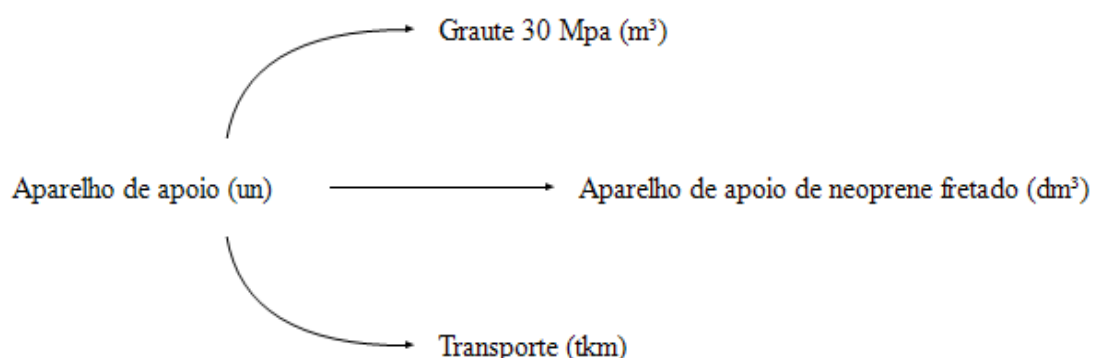 Graute 30 Mpa (m³)
Aparelho de apoio (un)
Aparelho de apoio de neoprene fretado (dm³)
Transporte (tkm)